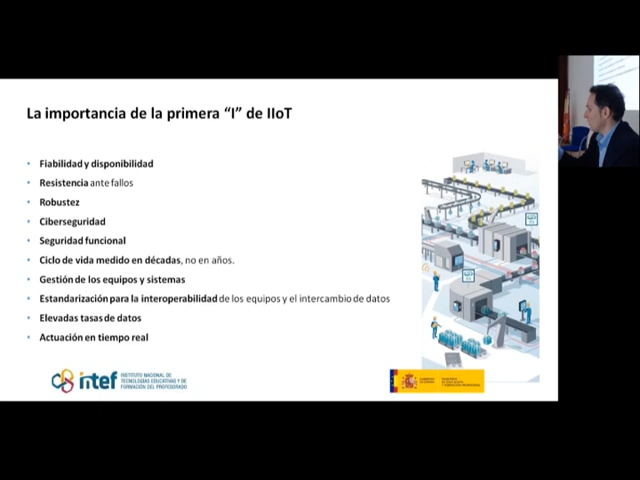 La importancia de la primera “I” de IIoT
• Fiabilidad y disponibilidad
• Resistencia ante fallos
• Robustez
• Ciberseguridad
• Seguridad funcional
• Ciclo de vida medido en décadas, no en años.
• Gestión de los equipos y sistemas
• Estandarización para la interoperabilidad de los equipos y el intercambio de datos
• Elevadas tasas de datos
• Actuación en tiempo real
intef
INSTITUTO NACIONAL DE
TECNOLOGÍAS EDUCATIVAS Y DE
FORMACIÓN DEL PROFESORADO